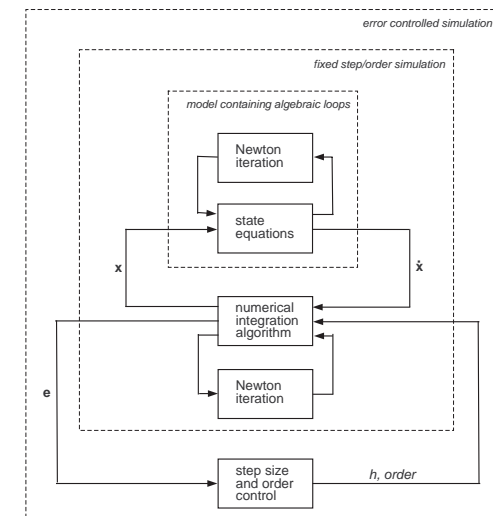 error controlled simulation
fixed step/order simulation
model containing algebraic loops
Newton
iteration
state
equations
x
ẋ
numerical
integration
algorithm
Newton
iteration
e
step size
and order
control
h, order